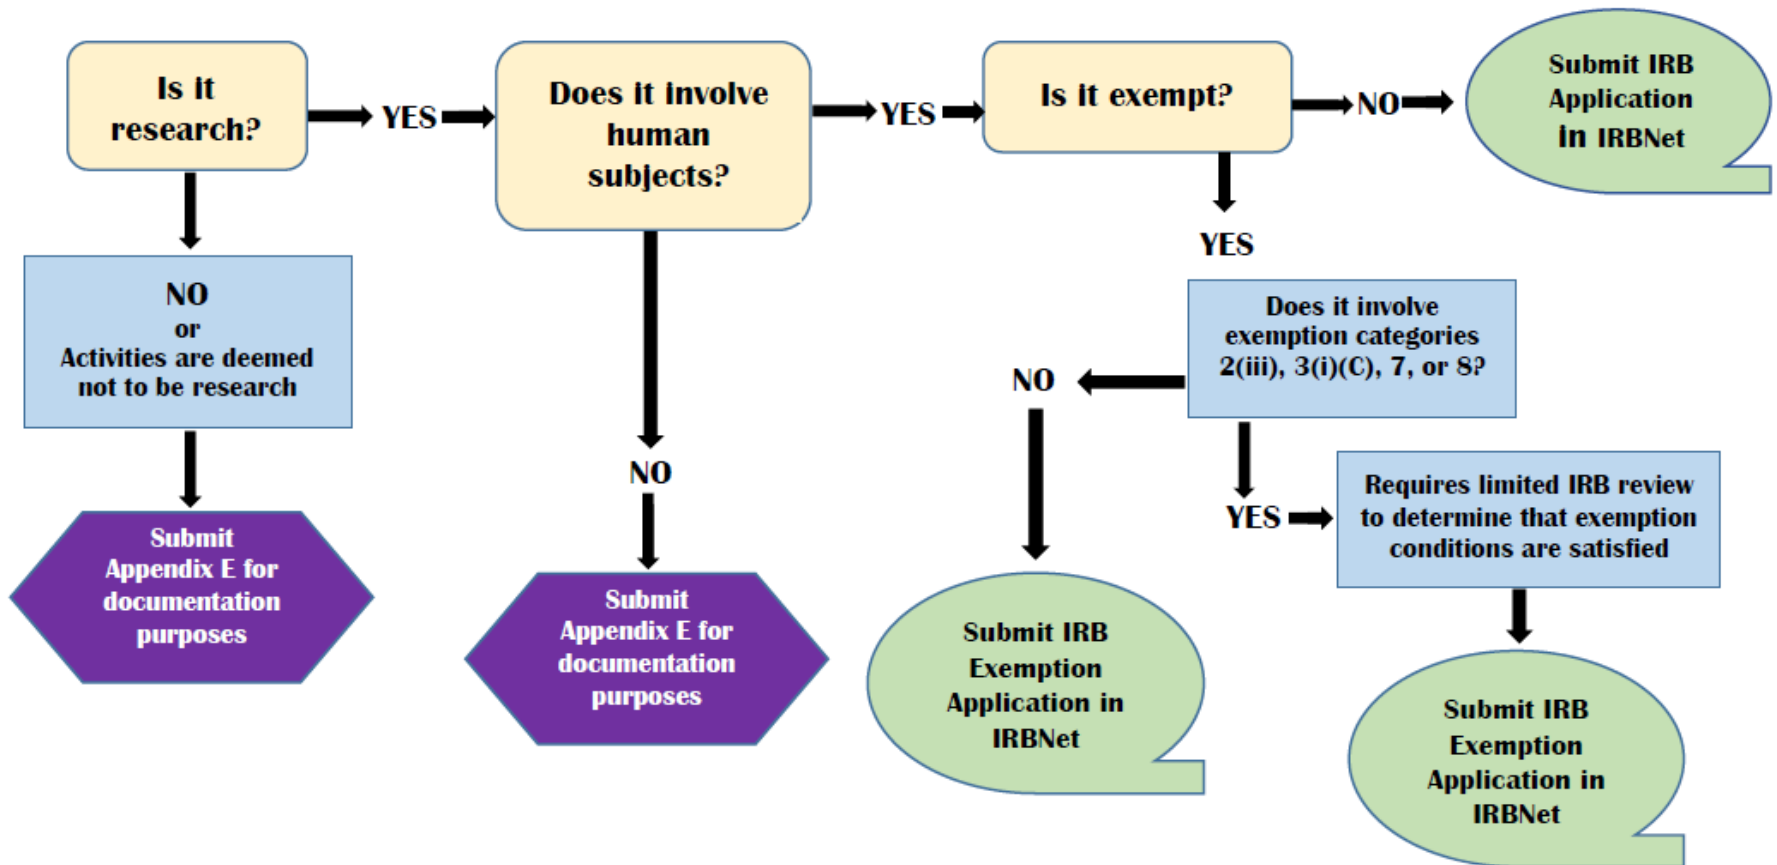 Is it
research?
YES
Does it involve
human
subjects?
YES
Is it exempt?
NO
Submit IRB
Application
in IRBNet
NO
or
Activities are deemed
not to be research
Submit
Appendix E for
documentation
purposes
NO
Submit
Appendix E for
documentation
purposes
YES
Does it involve
exemption categories
2(iii), 3(i)(C), 7, or 8?
NO
Submit IRB
Exemption
Application in
IRBNet
YES
Requires limited IRB review
to determine that exemption
conditions are satisfied
Submit IRB
Exemption
Application in
IRBNet